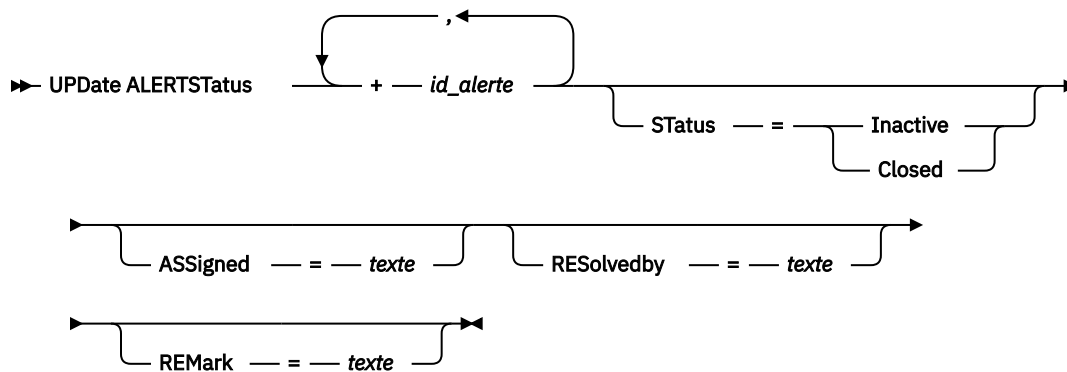 ,
UPDate ALERTSTatus + id_alerte
STatus = Inactive
Closed
ASSigned = texte RESolvedby = texte
REMark = texte